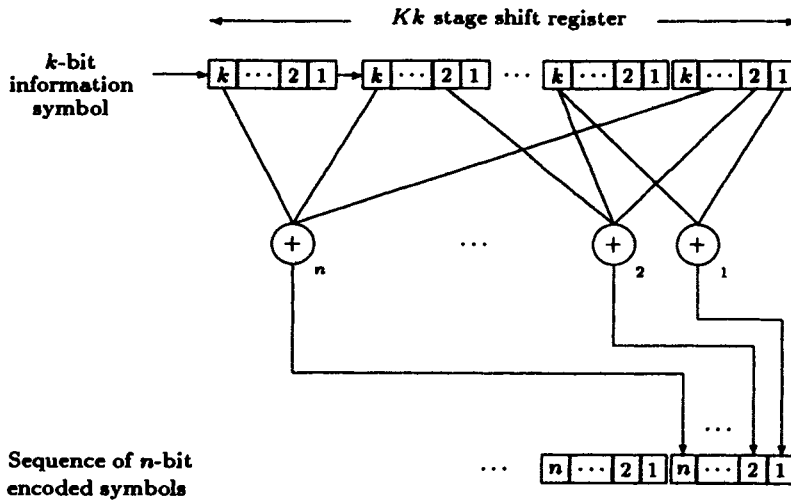 Kk stage shift register
k-bit
information
symbol
k ··· 2 1 k ··· 2 1 ··· k ··· 2 1 k ··· 2 1
+ ··· + +
n 2 1
···
Sequence of n-bit
encoded symbols
··· n ··· 2 1 n ··· 2 1